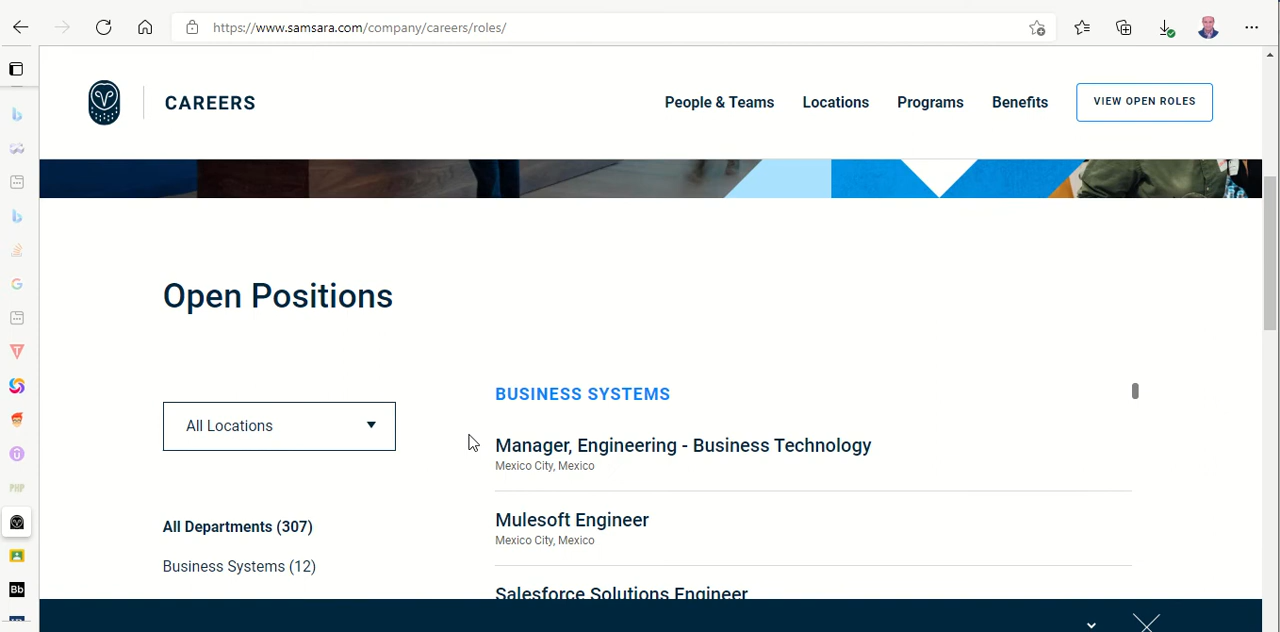 https://www.samsara.com/company/careers/roles/
CAREERS
People & Teams
Locations
Programs
Benefits
VIEW OPEN ROLES
Open Positions
All Locations
All Departments (307)
Business Systems (12)
BUSINESS SYSTEMS
Manager, Engineering - Business Technology
Mexico City, Mexico
Mulesoft Engineer
Mexico City, Mexico
Salesforce Solutions Engineer
PHP
Bb